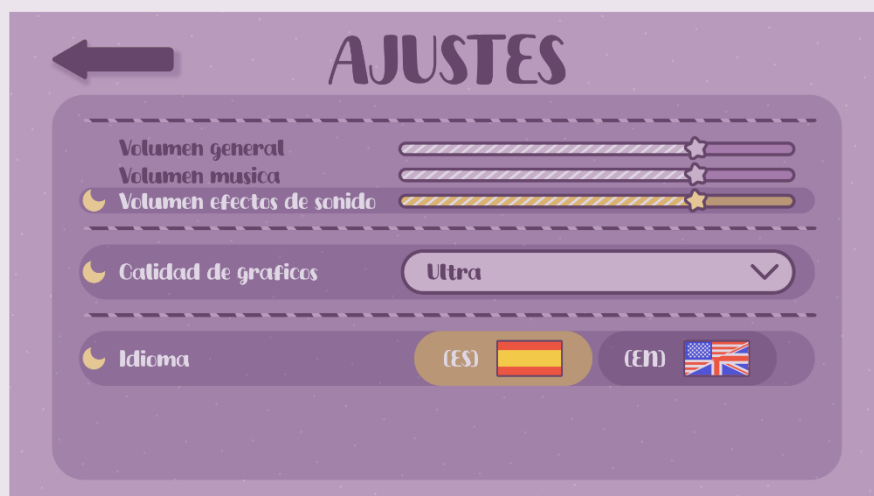 AJUSTES
Volumen general
Volumen musica
Volumen efectos de sonido
Calidad de graficos
Ultra
Idioma
(ES)
(EN)